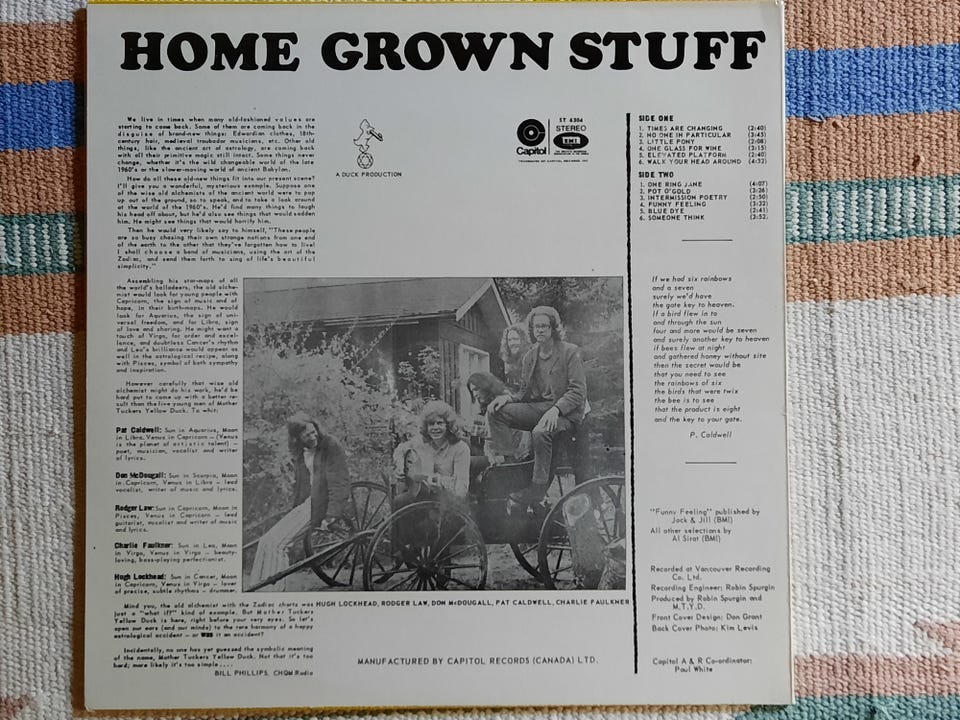 HOME GROWN STUFF
We live in times when many old-fashioned values are
starting to come back. Some of them are coming back in the
disguise of brand-new things: Edwardian clothes, 18th-
century hair, medieval troubador musicians, etc. Other old
things, like the ancient art of astrology, are coming back
with all their primitive magic still intact. Some things never
change, whether it's the wild changeable world of the late
1960's or the slower-moving world of ancient Babylon.
How do all these old-new things fit into our present scene?
I'll give you a wonderful, mysterious example. Suppose one
of the wise old alchemists of the ancient world were to pop
up out of the ground, so to speak, and to take a look around
at the world of the 1960's. He'd find many things to laugh
his head off about, but he'd also see things that would sadden
him. He might see things that would horrify him.
Then he would very likely say to himself, "These people
are so busy chasing their own strange notions from one end
of the earth to the other that they've forgotten how to live!
I shall choose a band of musicians, using the art of the
Zodiac, and send them forth to sing of life's beautiful
simplicity."
Assembling his star-maps of all
the world's balladeers, the old alche-
mist would look for young people with
Capricorn, the sign of music and of
hope, in their birth-maps. He would
look for Aquarius, the sign of uni-
versal freedom, and for Libra, sign
of love and sharing. He might want a
touch of Virgo, for order and excel-
lence, and doubtless Cancer's rhythm
and Leo's brilliance would appear as
well in the astrological recipe, along
with Pisces, symbol of both sympathy
and inspiration.
However carefully that wise old
alchemist might do his work, he'd be
hard put to come up with a better re-
sult than the five young men of Mother
Tuckers Yellow Duck. To whit:
Pat Caldwell: Sun in Aquarius, Moon
in Libra, Venus in Capricorn – (Venus
is the planet of artistic talent) –
poet, musician, vocalist and writer
of lyrics.
Don McDougall: Sun in Scorpio, Moon
in Capricorn, Venus in Libra – lead
vocalist, writer of music and lyrics.
Rodger Law: Sun in Capricorn, Moon in
Pisces, Venus in Capricorn – lead
guitarist, vocalist and writer of music
and lyrics.
Charlie Faulkner: Sun in Leo, Moon
in Virgo, Venus in Virgo – beauty-
loving, bass-playing perfectionist.
Hugh Lockhead: Sun in Cancer, Moon
in Capricorn, Venus in Virgo – lover
of precise, subtle rhythms – drummer.
Mind you, the old alchemist with the Zodiac charts was
just a "what if?" kind of example. But Mother Tuckers
Yellow Duck is here, right before your very eyes. So let's
open our ears (and our minds) to the rare harmony of a happy
astrological accident – or was it an accident?
Incidentally, no one has yet guessed the symbolic meaning
of the name, Mother Tuckers Yellow Duck. Not that it's too
hard; more likely it's too simple....
BILL PHILLIPS, CHQM Radio
A DUCK PRODUCTION
Capitol
ST 6304
STEREO
EMI
HUGH LOCKHEAD, RODGER LAW, DON McDOUGALL, PAT CALDWELL, CHARLIE FAULKNER
MANUFACTURED BY CAPITOL RECORDS (CANADA) LTD.
SIDE ONE
1. TIMES ARE CHANGING (2:40)
2. NO ONE IN PARTICULAR (3:45)
3. LITTLE PONY (2:08)
4. ONE GLASS FOR WINE (3:15)
5. ELEVATED PLATFORM (2:40)
6. WALK YOUR HEAD AROUND (4:32)
SIDE TWO
1. ONE RING JANE (4:07)
2. POT O'GOLD (3:26)
3. INTERMISSION POETRY (2:50)
4. FUNNY FEELING (3:32)
5. BLUE DYE (2:41)
6. SOMEONE THINK (3:52)
If we had six rainbows
and a seven
surely we'd have
the gate key to heaven.
If a bird flew in to
and through the sun
four and more would be seven
and surely another key to heaven
if bees flew at night
and gathered honey without site
then the secret would be
that you need to see
the rainbows of six
the birds that were twix
the bee is to see
that the product is eight
and the key to your gate.
P. Caldwell
"Funny Feeling" published by
Jack & Jill (BMI)
All other selections by
Al Sirat (BMI)
Recorded at Vancouver Recording
Co. Ltd.
Recording Engineer: Robin Spurgin
Produced by Robin Spurgin and
M.T.Y.D.
Front Cover Design: Don Grant
Back Cover Photo: Kim Levis
Capitol A & R Co-ordinator:
Paul White